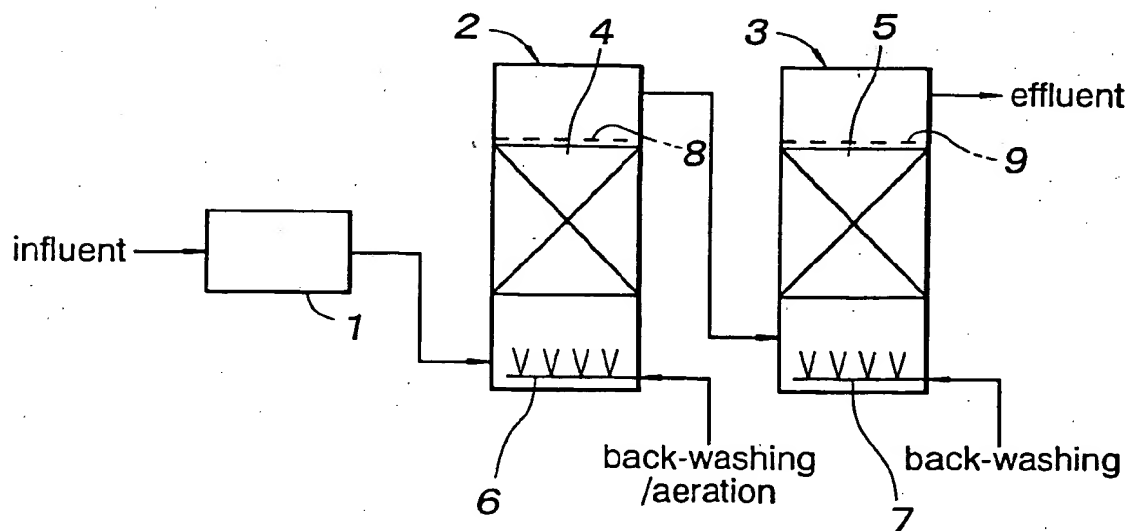 2
4
3
5
effluent
8
9
influent
1
back-washing
/aeration
back-washing
6
7